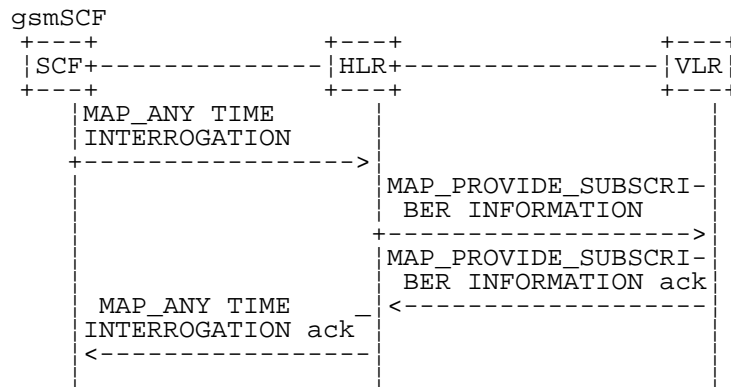 gsmSCF
SCF HLR VLR
MAP_ANY TIME
INTERROGATION
MAP_PROVIDE_SUBSCRI-
BER INFORMATION
MAP_PROVIDE_SUBSCRI-
BER INFORMATION ack
MAP_ANY TIME _
INTERROGATION ack